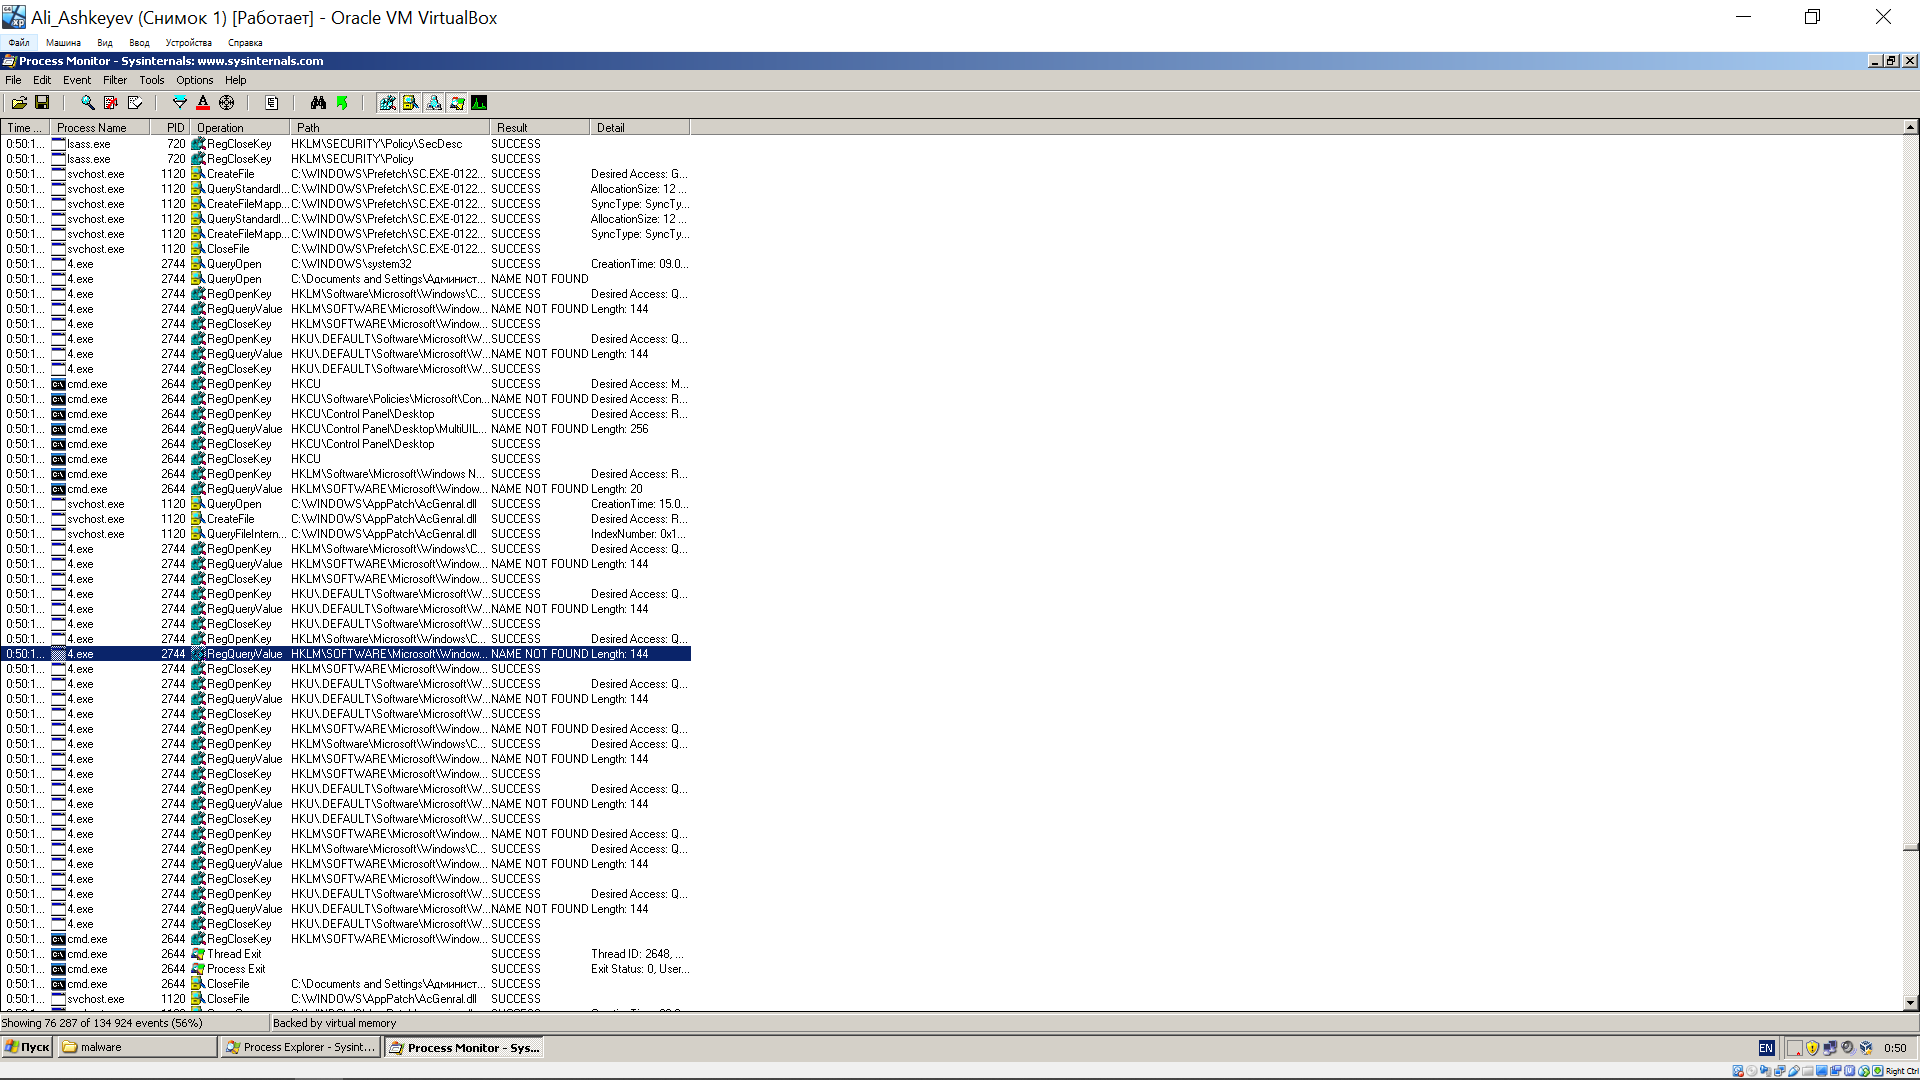 Ali_Ashkeyev (Снимок 1) [Работает] - Oracle VM VirtualBox
Файл Машина Вид Ввод Устройства Справка
Process Monitor - Sysinternals: www.sysinternals.com
File Edit Event Filter Tools Options Help
Time ... Process Name PID Operation Path Result Detail
0:50:1... lsass.exe 720 RegCloseKey HKLM\SECURITY\Policy\SecDesc SUCCESS
0:50:1... lsass.exe 720 RegCloseKey HKLM\SECURITY\Policy SUCCESS
0:50:1... svchost.exe 1120 CreateFile C:\WINDOWS\Prefetch\SC.EXE-0122... SUCCESS Desired Access: G...
0:50:1... svchost.exe 1120 QueryStandardI... C:\WINDOWS\Prefetch\SC.EXE-0122... SUCCESS AllocationSize: 12 ...
0:50:1... svchost.exe 1120 CreateFileMapp... C:\WINDOWS\Prefetch\SC.EXE-0122... SUCCESS SyncType: SyncTy...
0:50:1... svchost.exe 1120 QueryStandardI... C:\WINDOWS\Prefetch\SC.EXE-0122... SUCCESS AllocationSize: 12 ...
0:50:1... svchost.exe 1120 CreateFileMapp... C:\WINDOWS\Prefetch\SC.EXE-0122... SUCCESS SyncType: SyncTy...
0:50:1... svchost.exe 1120 CloseFile C:\WINDOWS\Prefetch\SC.EXE-0122... SUCCESS
0:50:1... 4.exe 2744 QueryOpen C:\WINDOWS\system32 SUCCESS CreationTime: 09.0...
0:50:1... 4.exe 2744 QueryOpen C:\Documents and Settings\Админист... NAME NOT FOUND
0:50:1... 4.exe 2744 RegOpenKey HKLM\Software\Microsoft\Windows\C... SUCCESS Desired Access: Q...
0:50:1... 4.exe 2744 RegQueryValue HKLM\SOFTWARE\Microsoft\Window... NAME NOT FOUND Length: 144
0:50:1... 4.exe 2744 RegCloseKey HKLM\SOFTWARE\Microsoft\Window... SUCCESS
0:50:1... 4.exe 2744 RegOpenKey HKU\.DEFAULT\Software\Microsoft\W... SUCCESS Desired Access: Q...
0:50:1... 4.exe 2744 RegQueryValue HKU\.DEFAULT\Software\Microsoft\W... NAME NOT FOUND Length: 144
0:50:1... 4.exe 2744 RegCloseKey HKU\.DEFAULT\Software\Microsoft\W... SUCCESS
0:50:1... cmd.exe 2644 RegOpenKey HKCU SUCCESS Desired Access: M...
0:50:1... cmd.exe 2644 RegOpenKey HKCU\Software\Policies\Microsoft\Con... NAME NOT FOUND Desired Access: R...
0:50:1... cmd.exe 2644 RegOpenKey HKCU\Control Panel\Desktop SUCCESS Desired Access: R...
0:50:1... cmd.exe 2644 RegQueryValue HKCU\Control Panel\Desktop\MultiUIL... NAME NOT FOUND Length: 256
0:50:1... cmd.exe 2644 RegCloseKey HKCU\Control Panel\Desktop SUCCESS
0:50:1... cmd.exe 2644 RegCloseKey HKCU SUCCESS
0:50:1... cmd.exe 2644 RegOpenKey HKLM\Software\Microsoft\Windows N... SUCCESS Desired Access: R...
0:50:1... cmd.exe 2644 RegQueryValue HKLM\SOFTWARE\Microsoft\Window... NAME NOT FOUND Length: 20
0:50:1... svchost.exe 1120 QueryOpen C:\WINDOWS\AppPatch\AcGenral.dll SUCCESS CreationTime: 15.0...
0:50:1... svchost.exe 1120 CreateFile C:\WINDOWS\AppPatch\AcGenral.dll SUCCESS Desired Access: R...
0:50:1... svchost.exe 1120 QueryFileIntern... C:\WINDOWS\AppPatch\AcGenral.dll SUCCESS IndexNumber: 0x1...
0:50:1... 4.exe 2744 RegOpenKey HKLM\Software\Microsoft\Windows\C... SUCCESS Desired Access: Q...
0:50:1... 4.exe 2744 RegQueryValue HKLM\SOFTWARE\Microsoft\Window... NAME NOT FOUND Length: 144
0:50:1... 4.exe 2744 RegCloseKey HKLM\SOFTWARE\Microsoft\Window... SUCCESS
0:50:1... 4.exe 2744 RegOpenKey HKU\.DEFAULT\Software\Microsoft\W... SUCCESS Desired Access: Q...
0:50:1... 4.exe 2744 RegQueryValue HKU\.DEFAULT\Software\Microsoft\W... NAME NOT FOUND Length: 144
0:50:1... 4.exe 2744 RegCloseKey HKU\.DEFAULT\Software\Microsoft\W... SUCCESS
0:50:1... 4.exe 2744 RegOpenKey HKLM\Software\Microsoft\Windows\C... SUCCESS Desired Access: Q...
0:50:1... 4.exe 2744 RegQueryValue HKLM\SOFTWARE\Microsoft\Window... NAME NOT FOUND Length: 144
0:50:1... 4.exe 2744 RegCloseKey HKLM\SOFTWARE\Microsoft\Window... SUCCESS
0:50:1... 4.exe 2744 RegOpenKey HKU\.DEFAULT\Software\Microsoft\W... SUCCESS Desired Access: Q...
0:50:1... 4.exe 2744 RegQueryValue HKU\.DEFAULT\Software\Microsoft\W... NAME NOT FOUND Length: 144
0:50:1... 4.exe 2744 RegCloseKey HKU\.DEFAULT\Software\Microsoft\W... SUCCESS
0:50:1... 4.exe 2744 RegOpenKey HKLM\SOFTWARE\Microsoft\Window... NAME NOT FOUND Desired Access: Q...
0:50:1... 4.exe 2744 RegOpenKey HKLM\Software\Microsoft\Windows\C... SUCCESS Desired Access: Q...
0:50:1... 4.exe 2744 RegQueryValue HKLM\SOFTWARE\Microsoft\Window... NAME NOT FOUND Length: 144
0:50:1... 4.exe 2744 RegCloseKey HKLM\SOFTWARE\Microsoft\Window... SUCCESS
0:50:1... 4.exe 2744 RegOpenKey HKU\.DEFAULT\Software\Microsoft\W... SUCCESS Desired Access: Q...
0:50:1... 4.exe 2744 RegQueryValue HKU\.DEFAULT\Software\Microsoft\W... NAME NOT FOUND Length: 144
0:50:1... 4.exe 2744 RegCloseKey HKU\.DEFAULT\Software\Microsoft\W... SUCCESS
0:50:1... 4.exe 2744 RegOpenKey HKLM\SOFTWARE\Microsoft\Window... NAME NOT FOUND Desired Access: Q...
0:50:1... 4.exe 2744 RegOpenKey HKLM\Software\Microsoft\Windows\C... SUCCESS Desired Access: Q...
0:50:1... 4.exe 2744 RegQueryValue HKLM\SOFTWARE\Microsoft\Window... NAME NOT FOUND Length: 144
0:50:1... 4.exe 2744 RegCloseKey HKLM\SOFTWARE\Microsoft\Window... SUCCESS
0:50:1... 4.exe 2744 RegOpenKey HKU\.DEFAULT\Software\Microsoft\W... SUCCESS Desired Access: Q...
0:50:1... 4.exe 2744 RegQueryValue HKU\.DEFAULT\Software\Microsoft\W... NAME NOT FOUND Length: 144
0:50:1... 4.exe 2744 RegCloseKey HKU\.DEFAULT\Software\Microsoft\W... SUCCESS
0:50:1... cmd.exe 2644 RegCloseKey HKLM\SOFTWARE\Microsoft\Window... SUCCESS
0:50:1... cmd.exe 2644 Thread Exit SUCCESS Thread ID: 2648, ...
0:50:1... cmd.exe 2644 Process Exit SUCCESS Exit Status: 0, User...
0:50:1... cmd.exe 2644 CloseFile C:\Documents and Settings\Админист... SUCCESS
0:50:1... svchost.exe 1120 CloseFile C:\WINDOWS\AppPatch\AcGenral.dll SUCCESS
Showing 76 287 of 134 924 events (56%) Backed by virtual memory
Пуск malware Process Explorer - Sysint... Process Monitor - Sys... EN 0:50
Right Ctrl